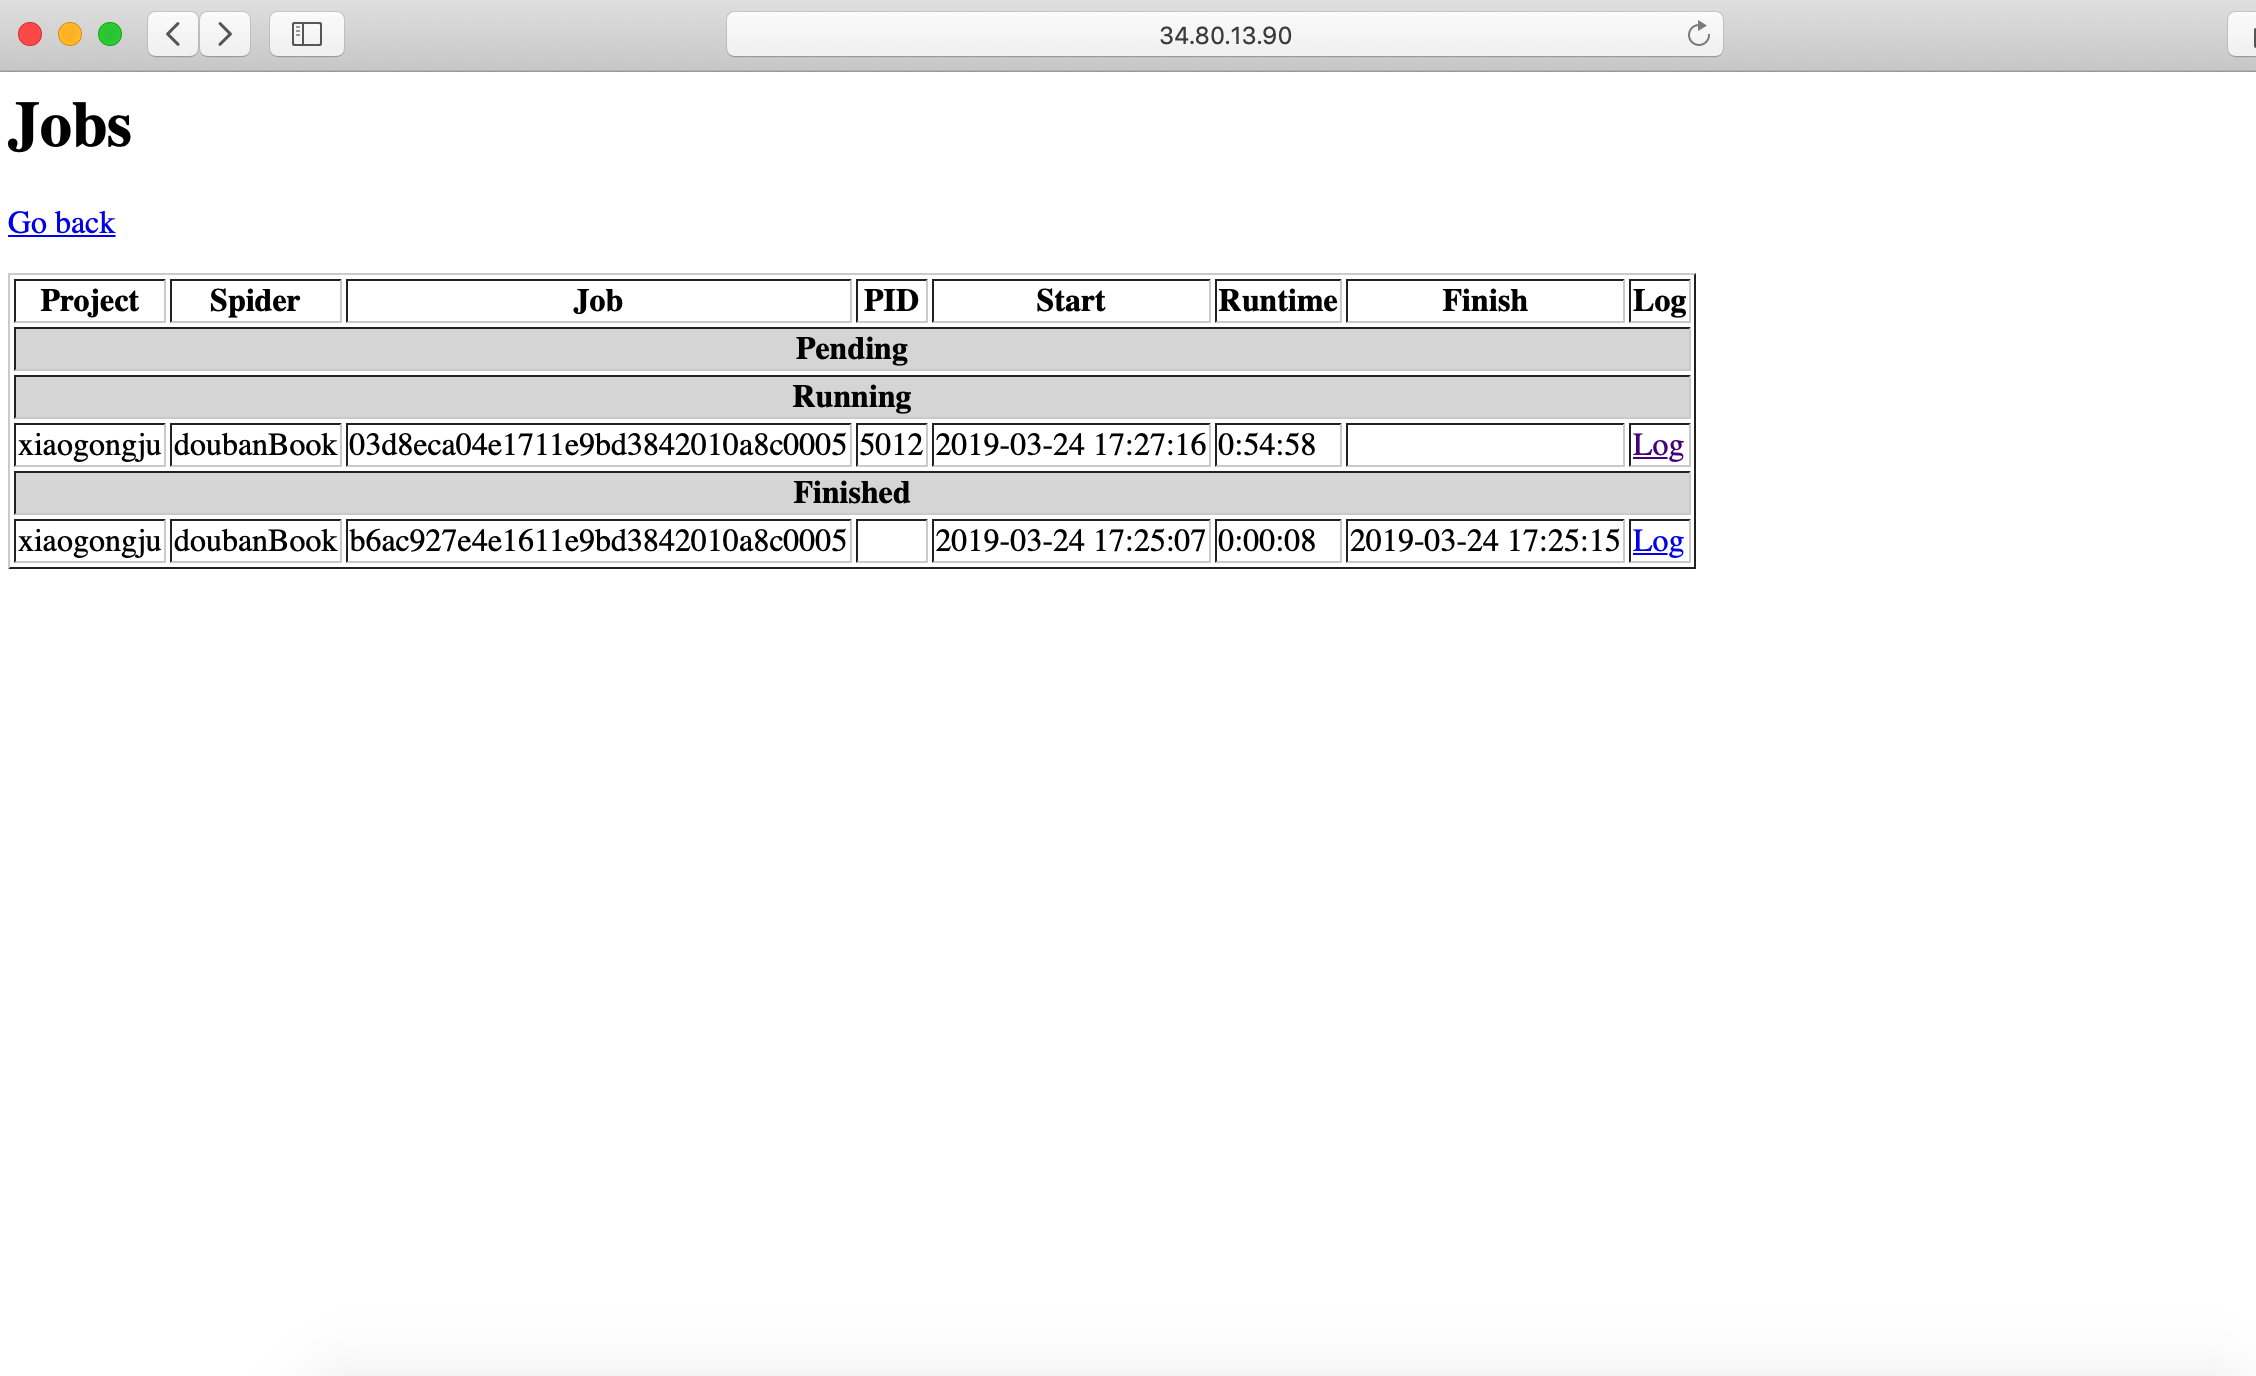 34.80.13.90
Jobs
Go back
Project Spider Job PID Start Runtime Finish Log
Pending
Running
xiaogongju doubanBook 03d8eca04e1711e9bd3842010a8c0005 5012 2019-03-24 17:27:16 0:54:58 Log
Finished
xiaogongju doubanBook b6ac927e4e1611e9bd3842010a8c0005 2019-03-24 17:25:07 0:00:08 2019-03-24 17:25:15 Log